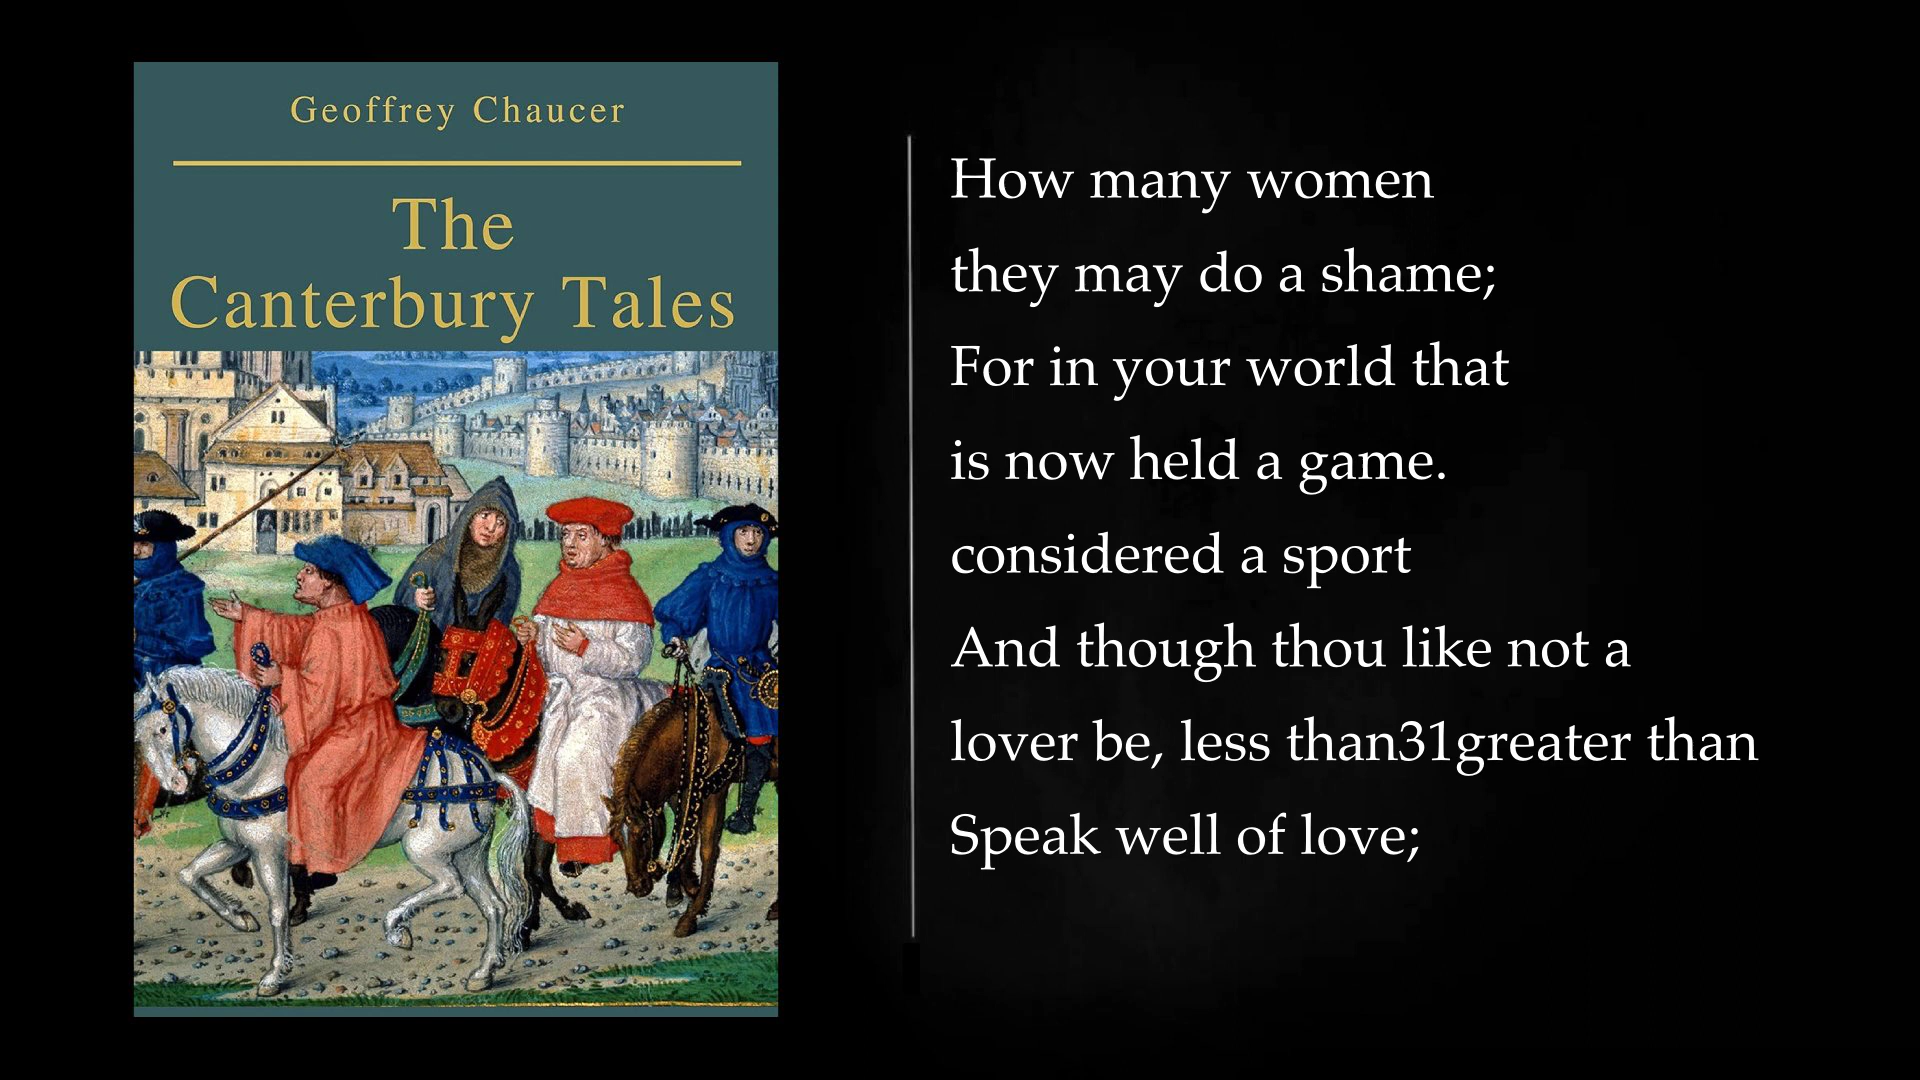 Geoffrey Chaucer
The
Canterbury Tales
How many women
they may do a shame;
For in your world that
is now held a game.
considered a sport
And though thou like not a
lover be, less than31greater than
Speak well of love;